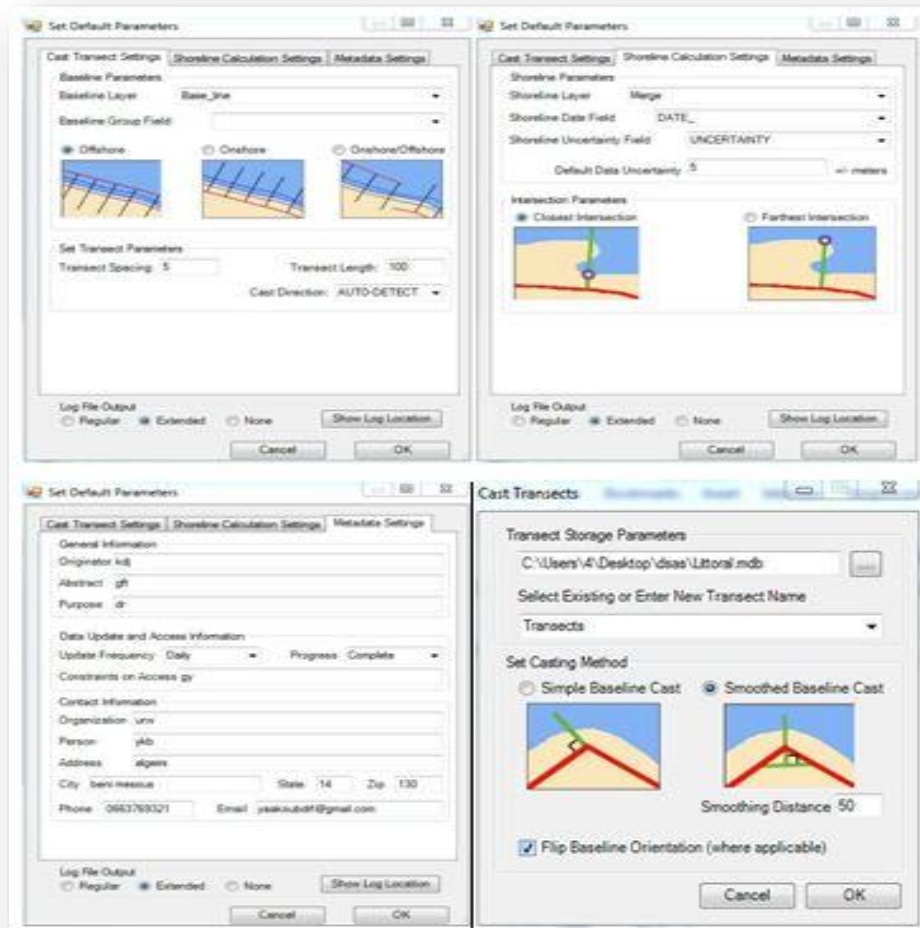 Set Default Parameters
Cast Transect Settings Shoreline Calculation Settings Metadata Settings
Baseline Parameters
Baseline Layer Base_line
Baseline Group Field
Offshore Onshore Onshore/Offshore
Set Transect Parameters
Transect Spacing: 5 Transect Length: 100
Cast Direction: AUTO-DETECT
Log File Output
Regular Extended None Show Log Location
Cancel OK
Set Default Parameters
Cast Transect Settings Shoreline Calculation Settings Metadata Settings
Shoreline Parameters
Shoreline Layer Merge
Shoreline Date Field DATE_
Shoreline Uncertainty Field UNCERTAINTY
Default Data Uncertainty 5 +/- meters
Intersection Parameters
Closest Intersection Farthest Intersection
Log File Output
Regular Extended None Show Log Location
Cancel OK
Set Default Parameters
Cast Transect Settings Shoreline Calculation Settings Metadata Settings
General Information
Originator kdj
Abstract gft
Purpose dr
Data Update and Access Information
Update Frequency Daily Progress Complete
Constraints on Access gy
Contact Information
Organization unv
Person ykb
Address algeirs
City beni messous State 14 Zip 130
Phone 0663769321 Email
Log File Output
Regular Extended None Show Log Location
Cancel OK
Cast Transects
Transect Storage Parameters
C:\Users\4\Desktop\dsas\Littoral.mdb ...
Select Existing or Enter New Transect Name
Transects
Set Casting Method
Simple Baseline Cast Smoothed Baseline Cast
Smoothing Distance 50
Flip Baseline Orientation (where applicable)
Cancel OK